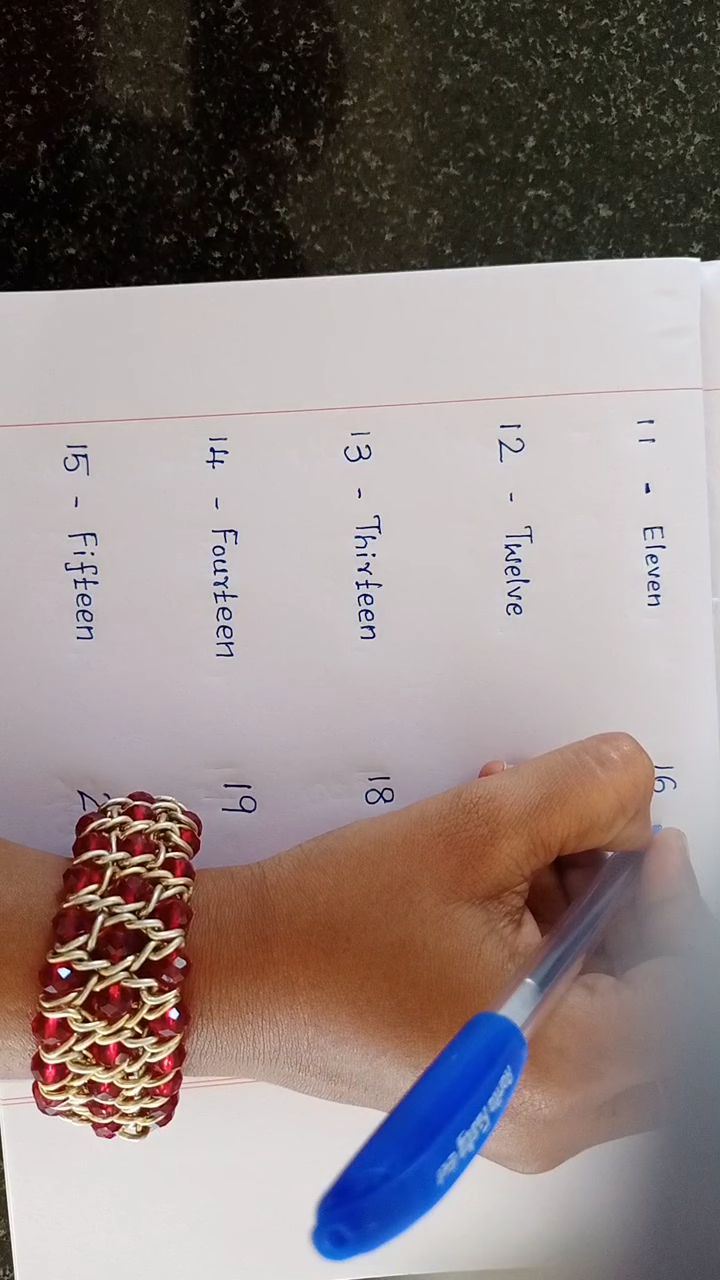 11 - Eleven
12 - Twelve
13 - Thirteen
14 - Fourteen
15 - Fifteen
16
18
19